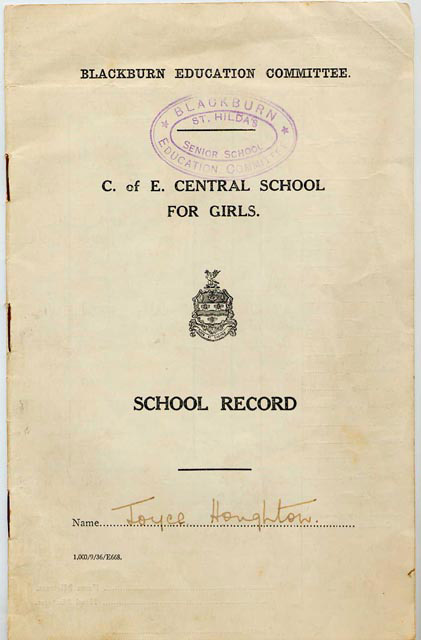 BLACKBURN EDUCATION COMMITTEE.
BLACKBURN
ST. HILDA'S
SENIOR SCHOOL
EDUCATION COMMITTEE
C. of E. CENTRAL SCHOOL
FOR GIRLS.
SCHOOL RECORD
Name Joyce Houghton.
1,000/9/36/E668.